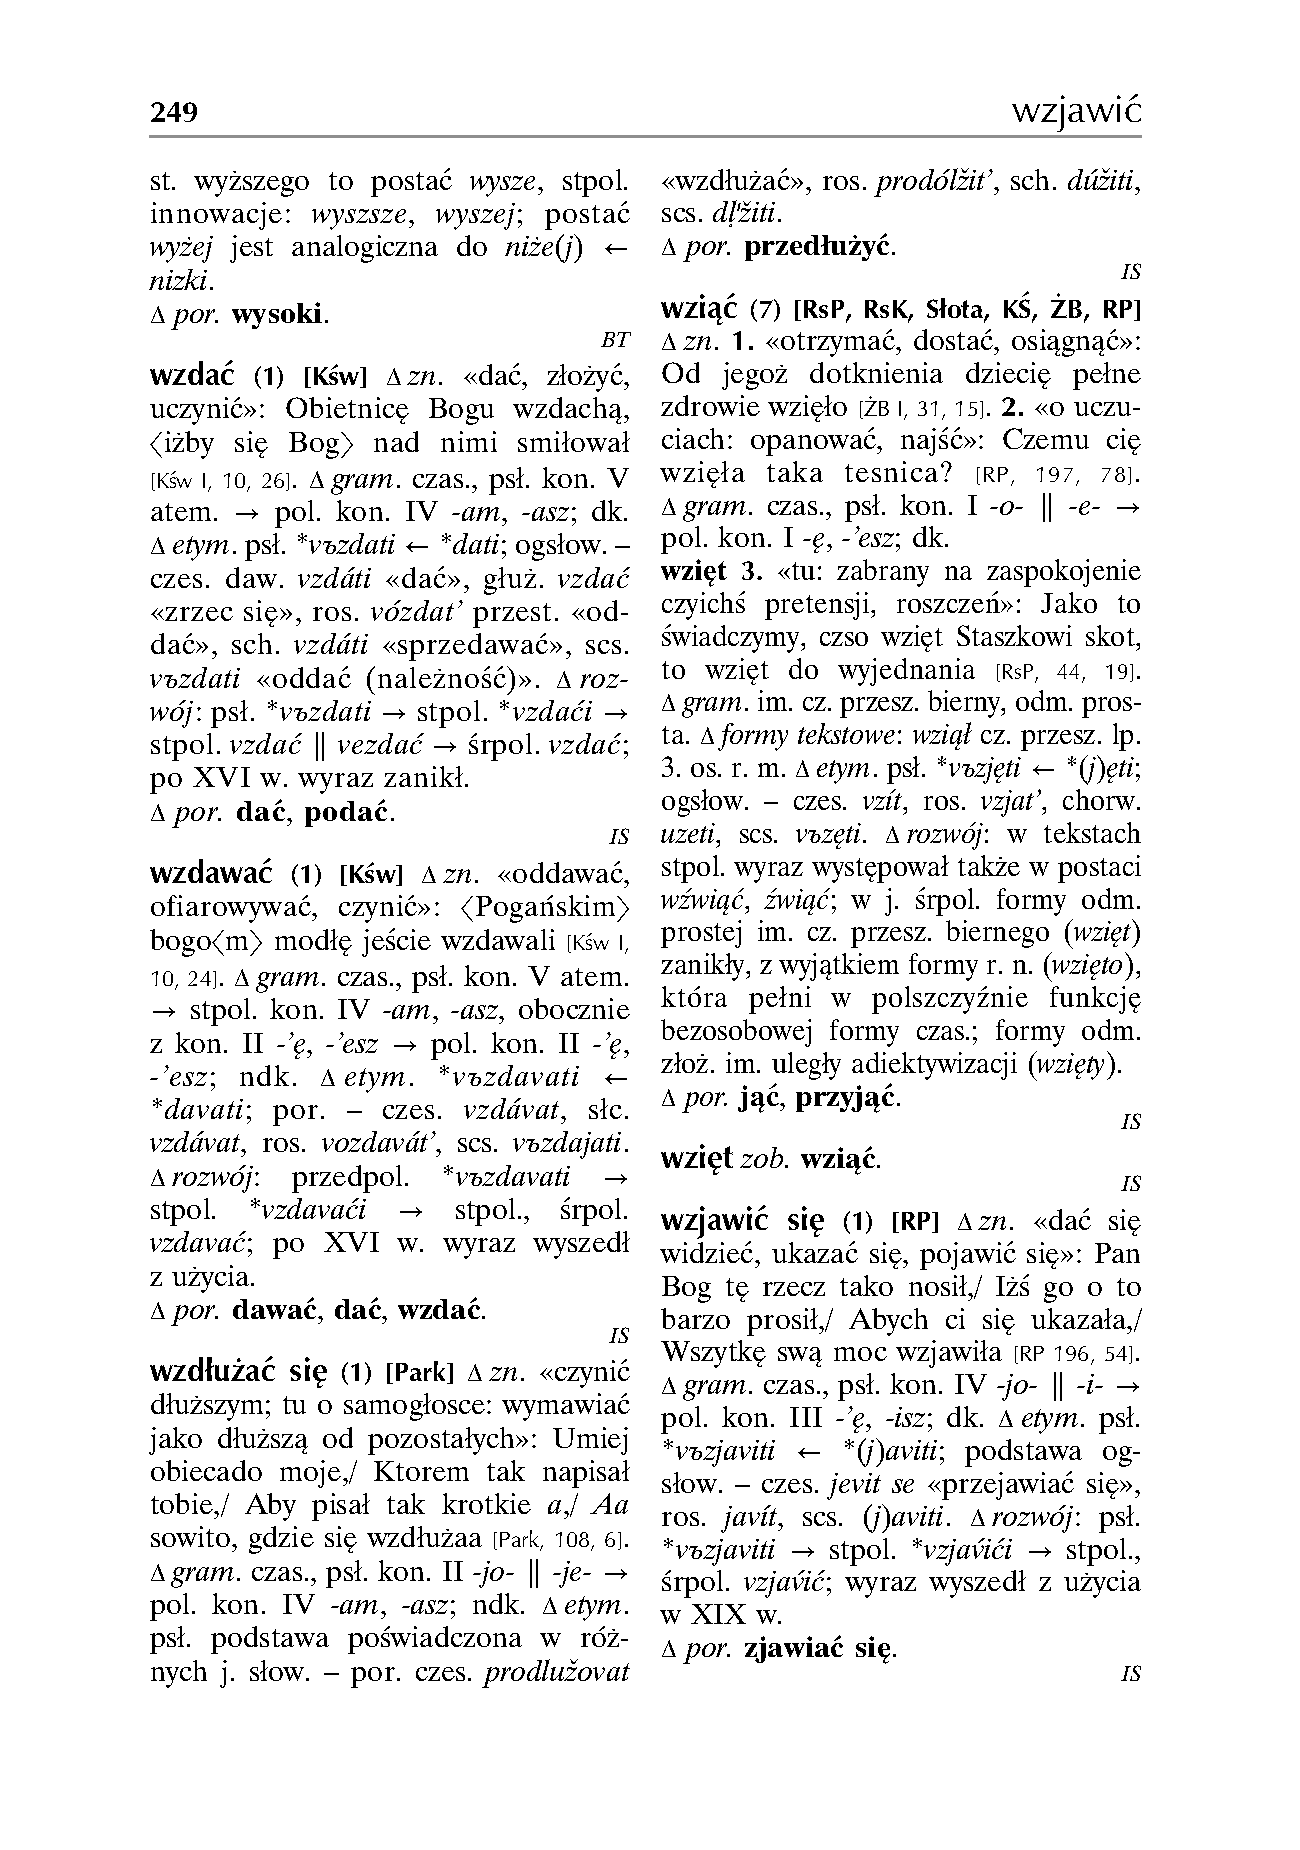 249
wzjawić
st. wyższego to postać wysze, stpol.
innowacje: wyszsze, wyszej; postać
wyżej jest analogiczna do niże(j) ←
nizki.
∆ por. wysoki.
BT
wzdać (1) [Kśw] ∆ zn. «dać, złożyć,
uczynić»: Obietnicę Bogu wzdachą,
〈iżby się Bog〉 nad nimi smiłował
[Kśw I, 10, 26]. ∆ gram. czas., psł. kon. V
atem. → pol. kon. IV -am, -asz; dk.
∆ etym. psł. *vъzdati ← *dati; ogsłow. –
czes. daw. vzdáti «dać», głuż. vzdać
«zrzec się», ros. vózdat’ przest. «od-
dać», sch. vzdáti «sprzedawać», scs.
vъzdati «oddać (należność)». ∆ roz-
wój: psł. *vъzdati → stpol. *vzdaći →
stpol. vzdać ‖ vezdać → śrpol. vzdać;
po XVI w. wyraz zanikł.
∆ por. dać, podać.
IS
wzdawać (1) [Kśw] ∆ zn. «oddawać,
ofiarowywać, czynić»: 〈Pogańskim〉
bogo〈m〉 modłę jeście wzdawali [Kśw I,
10, 24]. ∆ gram. czas., psł. kon. V atem.
→ stpol. kon. IV -am, -asz, obocznie
z kon. II -’ę, -’esz → pol. kon. II -’ę,
-’esz; ndk. ∆ etym. *vъzdavati ←
*davati; por. – czes. vzdávat, słc.
vzdávat, ros. vozdavát’, scs. vъzdajati.
∆ rozwój: przedpol. *vъzdavati →
stpol. *vzdavaći → stpol., śrpol.
vzdavać; po XVI w. wyraz wyszedł
z użycia.
∆ por. dawać, dać, wzdać.
IS
wzdłużać się (1) [Park] ∆ zn. «czynić
dłuższym; tu o samogłosce: wymawiać
jako dłuższą od pozostałych»: Umiej
obiecado moje,/ Ktorem tak napisał
tobie,/ Aby pisał tak krotkie a,/ Aa
sowito, gdzie się wzdłużaa [Park, 108, 6].
∆ gram. czas., psł. kon. II -jo- ‖ -je- →
pol. kon. IV -am, -asz; ndk. ∆ etym.
psł. podstawa poświadczona w róż-
nych j. słow. – por. czes. prodlužovat
«wzdłużać», ros. prodólžit’, sch. dúžiti,
scs. dl̥ʹžiti.
∆ por. przedłużyć.
IS
wziąć (7) [RsP, RsK, Słota, KŚ, ŻB, RP]
∆ zn. 1. «otrzymać, dostać, osiągnąć»:
Od jegoż dotknienia dziecię pełne
zdrowie wzięło [ŻB I, 31, 15]. 2. «o uczu-
ciach: opanować, najść»: Czemu cię
wzięła taka tesnica? [RP, 197, 78].
∆ gram. czas., psł. kon. I -o- ‖ -e- →
pol. kon. I -ę, -’esz; dk.
wzięt 3. «tu: zabrany na zaspokojenie
czyichś pretensji, roszczeń»: Jako to
świadczymy, czso wzięt Staszkowi skot,
to wzięt do wyjednania [RsP, 44, 19].
∆ gram. im. cz. przesz. bierny, odm. pros-
ta. ∆ formy tekstowe: wziął cz. przesz. lp.
3. os. r. m. ∆ etym. psł. *vъzjęti ← *(j)ęti;
ogsłow. – czes. vzít, ros. vzjat’, chorw.
uzeti, scs. vъzęti. ∆ rozwój: w tekstach
stpol. wyraz występował także w postaci
wźwiąć, źwiąć; w j. śrpol. formy odm.
prostej im. cz. przesz. biernego (wzięt)
zanikły, z wyjątkiem formy r. n. (wzięto),
która pełni w polszczyźnie funkcję
bezosobowej formy czas.; formy odm.
złoż. im. uległy adiektywizacji (wzięty).
∆ por. jąć, przyjąć.
IS
wzięt zob. wziąć.
IS
wzjawić się (1) [RP] ∆ zn. «dać się
widzieć, ukazać się, pojawić się»: Pan
Bog tę rzecz tako nosił,/ Iżś go o to
barzo prosił,/ Abych ci się ukazała,/
Wszytkę swą moc wzjawiła [RP 196, 54].
∆ gram. czas., psł. kon. IV -jo- ‖ -i- →
pol. kon. III -’ę, -isz; dk. ∆ etym. psł.
*vъzjaviti ← *(j)aviti; podstawa og-
słow. – czes. jevit se «przejawiać się»,
ros. javít, scs. (j)aviti. ∆ rozwój: psł.
*vъzjaviti → stpol. *vzjav́ići → stpol.,
śrpol. vzjav́ić; wyraz wyszedł z użycia
w XIX w.
∆ por. zjawiać się.
IS